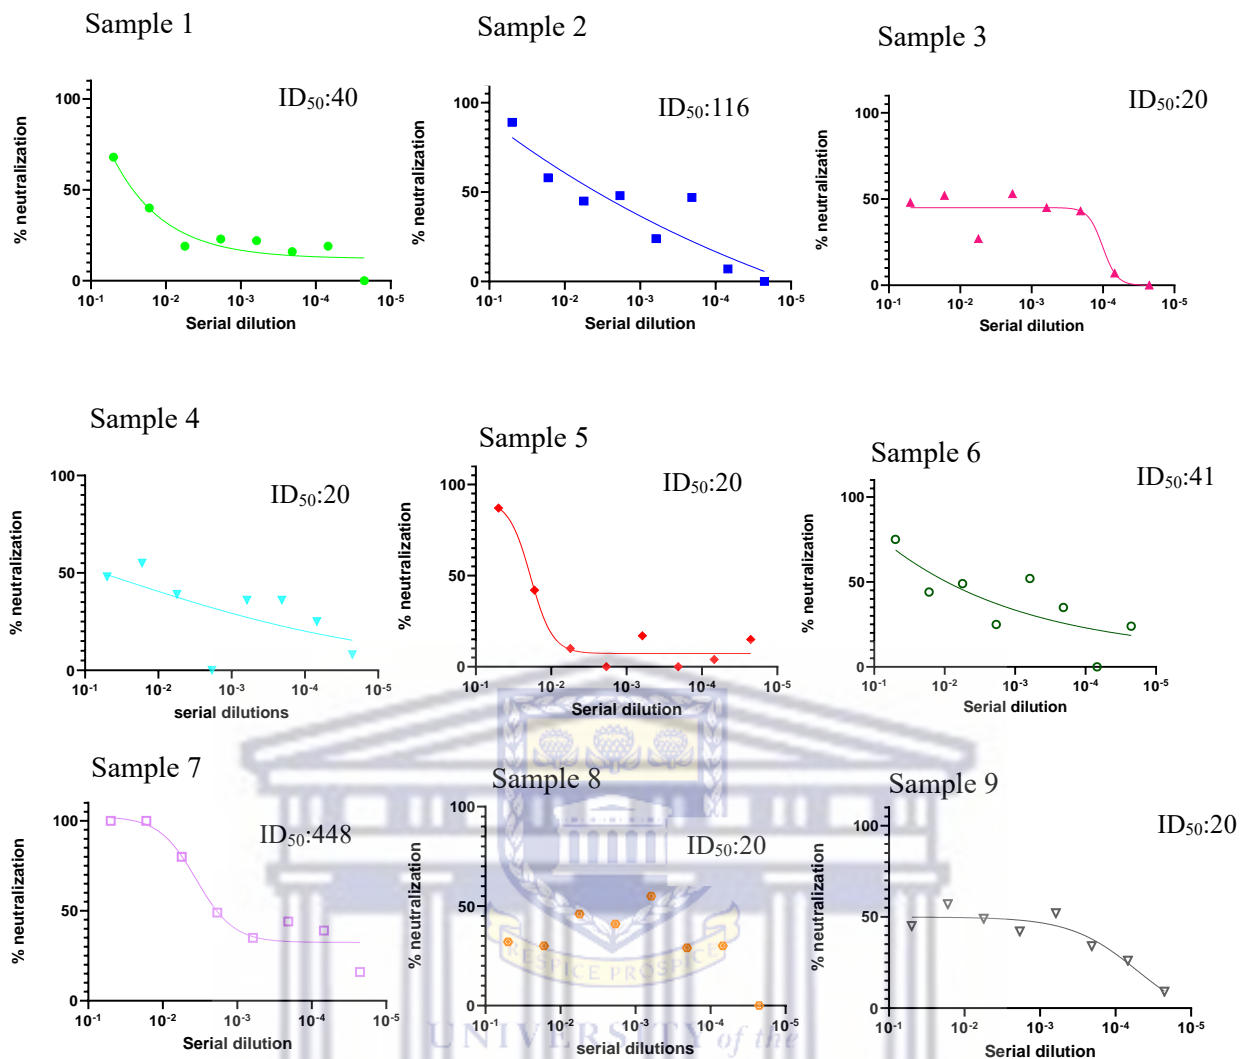 Sample 1
ID50:40
% neutralization
100
50
0
10-1 10-2 10-3 10-4 10-5
Serial dilution
Sample 2
ID50:116
% neutralization
100
50
0
10-1 10-2 10-3 10-4 10-5
Serial dilution
Sample 3
ID50:20
% neutralization
100
50
0
10-1 10-2 10-3 10-4 10-5
Serial dilution
Sample 4
ID50:20
% neutralization
100
50
0
10-1 10-2 10-3 10-4 10-5
serial dilutions
Sample 5
ID50:20
% neutralization
100
50
0
10-1 10-2 10-3 10-4 10-5
Serial dilution
Sample 6
ID50:41
% neutralization
100
50
0
10-1 10-2 10-3 10-4 10-5
Serial dilution
Sample 7
ID50:448
% neutralization
100
50
0
10-1 10-2 10-3 10-4 10-5
Serial dilution
Sample 8
ID50:20
% neutralization
100
50
0
10-1 10-2 10-3 10-4 10-5
serial dilutions
Sample 9
ID50:20
% neutralization
100
50
0
10-1 10-2 10-3 10-4 10-5
Serial dilution
RESPICE PROSPICE
UNIVERSITY of the